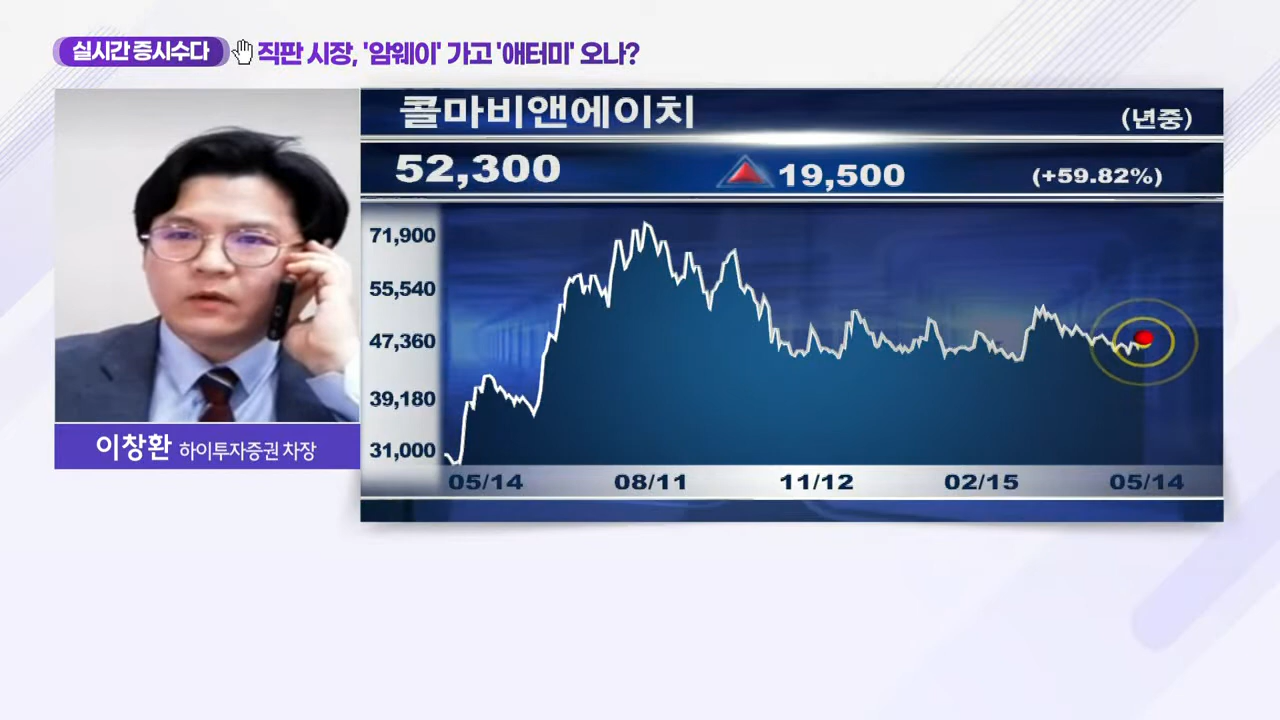 실시간 증시수다 직판 시장, '암웨이' 가고 '애터미' 오나?
콜마비앤에이치 (년중)
52,300 19,500 (+59.82%)
71,900
55,540
47,360
39,180
31,000
05/14 08/11 11/12 02/15 05/14
이창환 하이투자증권 차장